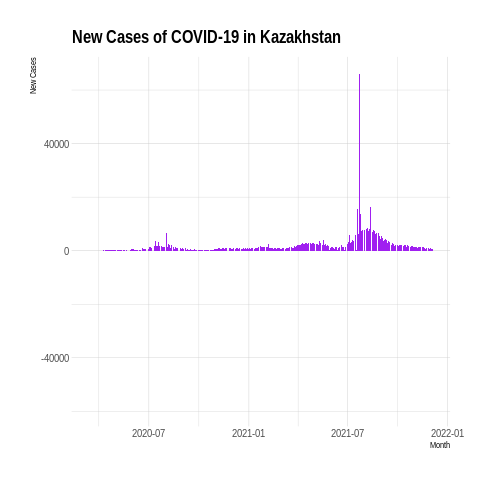 New Cases of COVID-19 in Kazakhstan
New Cases
40000
0
-40000
2020-07
2021-01
2021-07
2022-01
Month